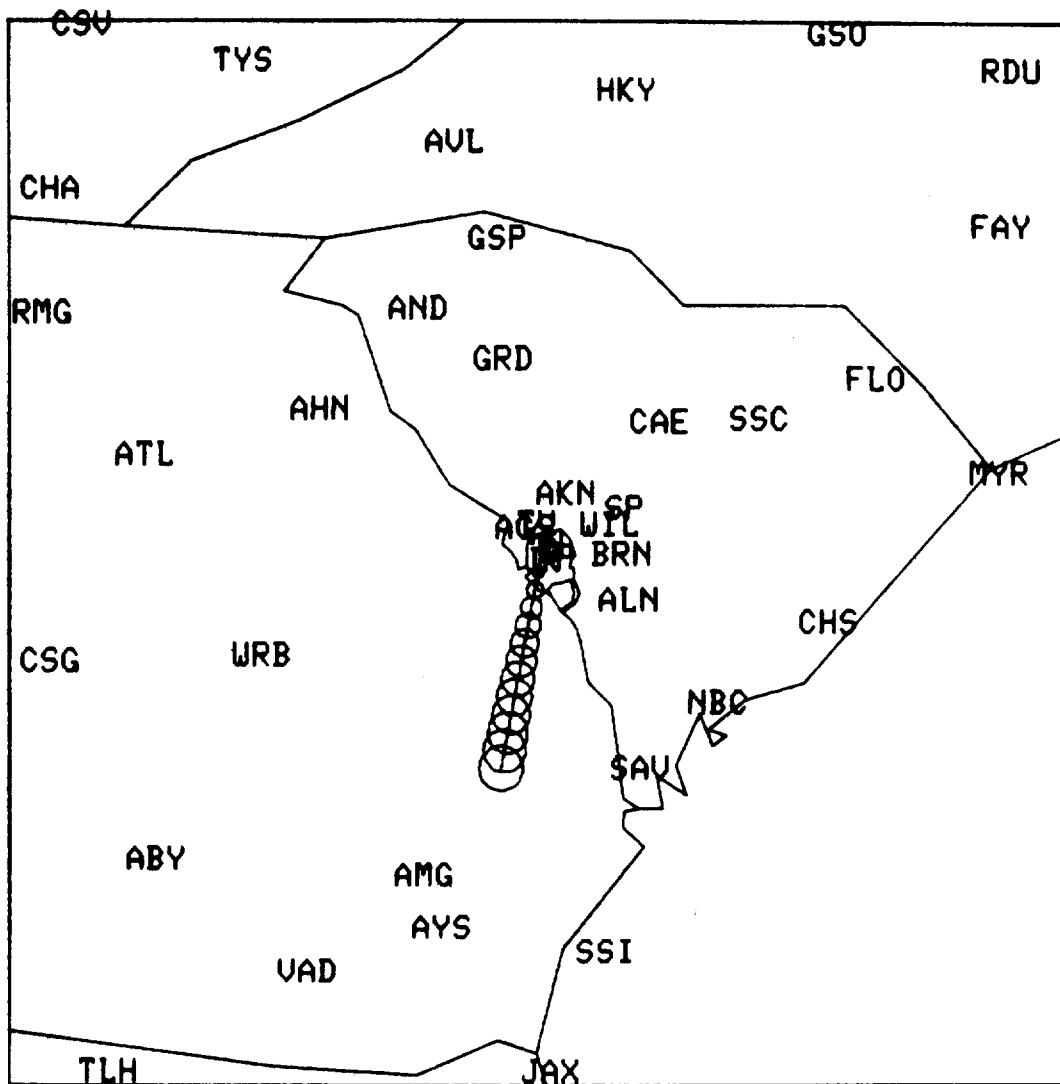 CSV
GSO
TYS
RDU
HKY
AVL
CHA
FAY
GSP
RMG
AND
GRD
FLO
AHN
CAE
SSC
ATL
MYR
AKN
SP
WIL
BRN
ALN
CHS
WRB
CSG
NBC
SAV
ABY
AMG
AYS
SSI
VAD
TLH
JAX